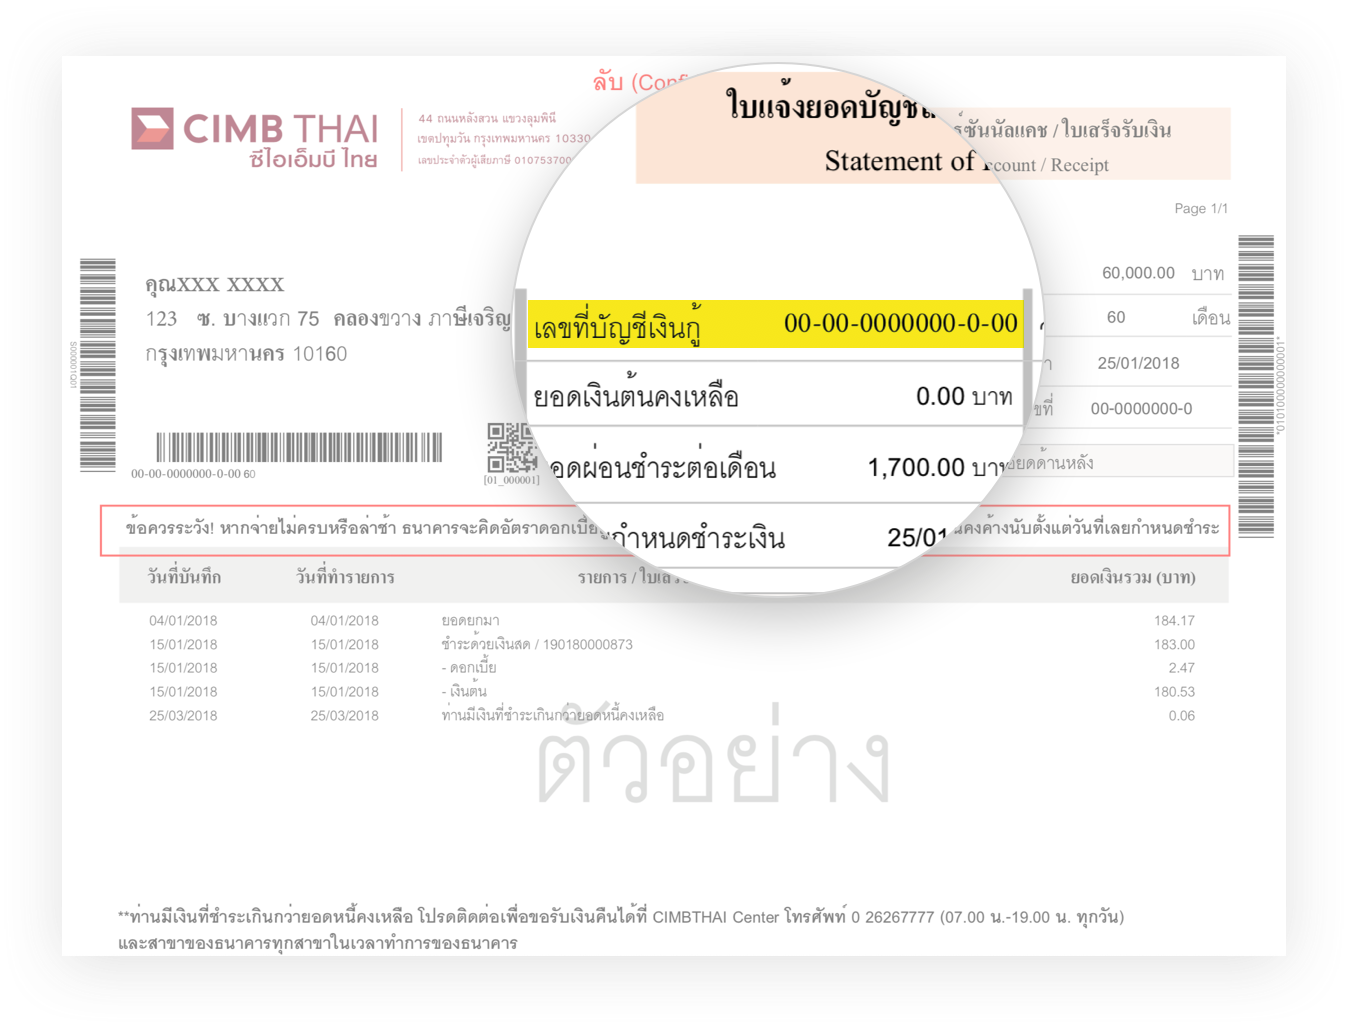 ลับ
CIMB THAI
ซีไอเอ็มบี ไทย
44 ถนนหลังสวน แขวงลุมพินี
เขตปทุมวัน กรุงเทพมหานคร 10330
เลขประจำตัวผู้เสียภาษี 010753700
ใบแจ้งยอดบัญชี
เพอร์ซันนัลแคช / ใบเสร็จรับเงิน
Statement of Account / Receipt
Page 1/1
คุณXXX XXXX
123 ซ. บางแวก 75 คลองขวาง ภาษีเจริญ
กรุงเทพมหานคร 10160
S000001Q01
00-00-0000000-0-00 60
[01_000001]
เลขที่บัญชีเงินกู้ 00-00-0000000-0-00
ยอดเงินต้นคงเหลือ 0.00 บาท
ยอดผ่อนชำระต่อเดือน 1,700.00 บาท
กำหนดชำระเงิน 25/01
60,000.00 บาท
60 เดือน
25/01/2018
00-0000000-0
ด้านหลัง
*0101000000000001*
ข้อควรระวัง! หากจ่ายไม่ครบหรือล่าช้า ธนาคารจะคิดอัตราดอกเบี้ย คงค้างนับตั้งแต่วันที่เลยกำหนดชำระ
วันที่บันทึก วันที่ทำรายการ รายการ / ยอดเงินรวม (บาท)
04/01/2018 04/01/2018 ยอดยกมา 184.17
15/01/2018 15/01/2018 ชำระด้วยเงินสด / 190180000873 183.00
15/01/2018 15/01/2018 - ดอกเบี้ย 2.47
15/01/2018 15/01/2018 - เงินต้น 180.53
25/03/2018 25/03/2018 ท่านมีเงินที่ชำระเกินกว่ายอดหนี้คงเหลือ 0.06
ตัวอย่าง
**ท่านมีเงินที่ชำระเกินกว่ายอดหนี้คงเหลือ โปรดติดต่อเพื่อขอรับเงินคืนได้ที่ CIMBTHAI Center โทรศัพท์ 0 26267777 (07.00 น.-19.00 น. ทุกวัน)
และสาขาของธนาคารทุกสาขาในเวลาทำการของธนาคาร